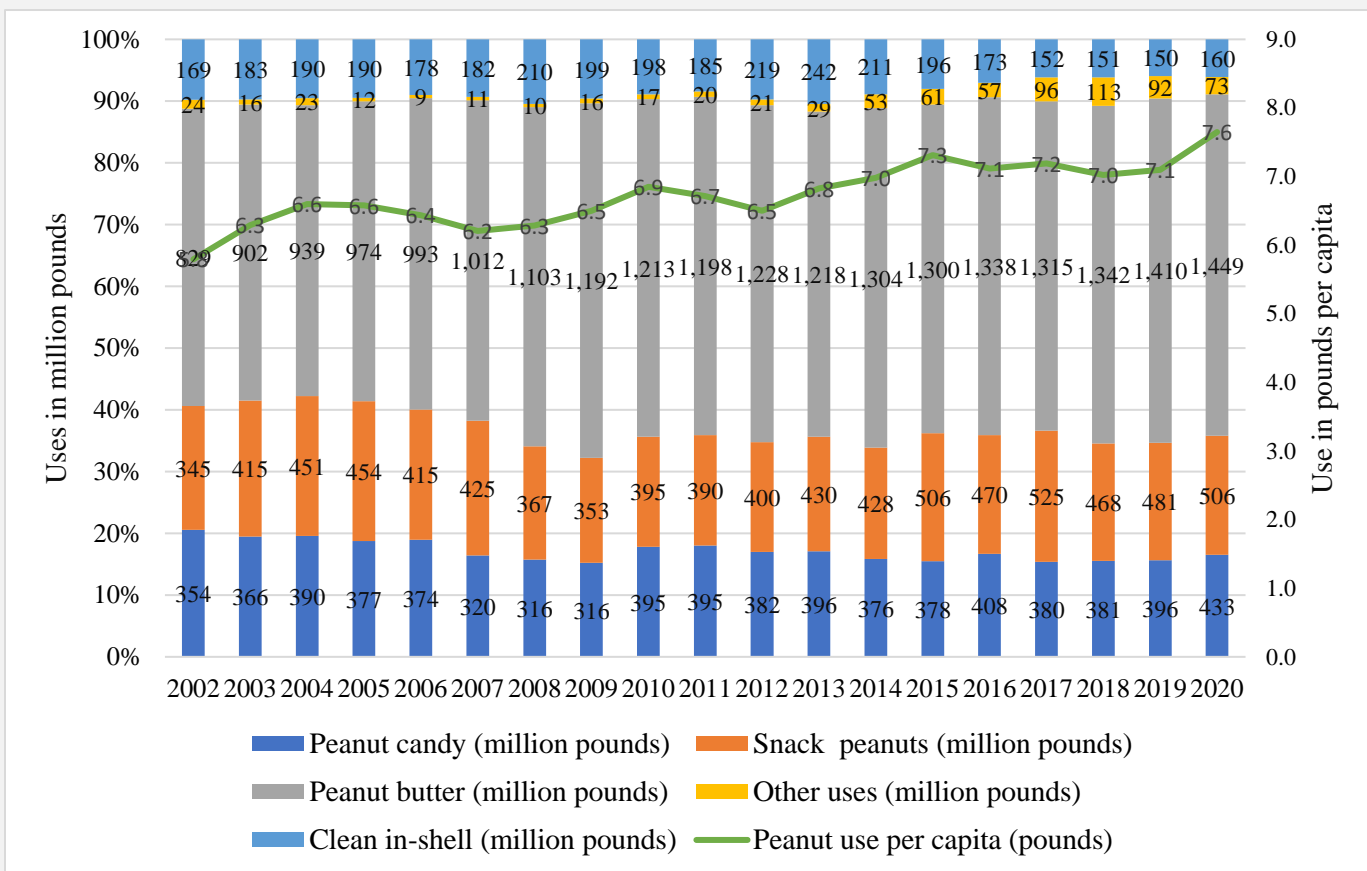 100%
90%
80%
70%
60%
50%
40%
30%
20%
10%
0%
Uses in million pounds
9.0
8.0
7.0
6.0
5.0
4.0
3.0
2.0
1.0
0.0
Use in pounds per capita
169 183 190 190 178 182 210 199 198 185 219 242 211 196 173 152 151 150 160
24 16 23 12 9 11 10 16 17 20 21 29 53 61 57 96 113 92 73
6.3 6.6 6.6 6.4 6.2 6.3 6.5 6.9 6.7 6.5 6.8 7.0 7.3 7.1 7.2 7.0 7.1 7.6
829 902 939 974 993 1,012 1,103 1,192 1,213 1,198 1,228 1,218 1,304 1,300 1,338 1,315 1,342 1,410 1,449
345 415 451 454 415 425 367 353 395 390 400 430 428 506 470 525 468 481 506
354 366 390 377 374 320 316 316 395 395 382 396 376 378 408 380 381 396 433
2002 2003 2004 2005 2006 2007 2008 2009 2010 2011 2012 2013 2014 2015 2016 2017 2018 2019 2020
Peanut candy (million pounds)
Snack peanuts (million pounds)
Peanut butter (million pounds)
Other uses (million pounds)
Clean in-shell (million pounds)
Peanut use per capita (pounds)